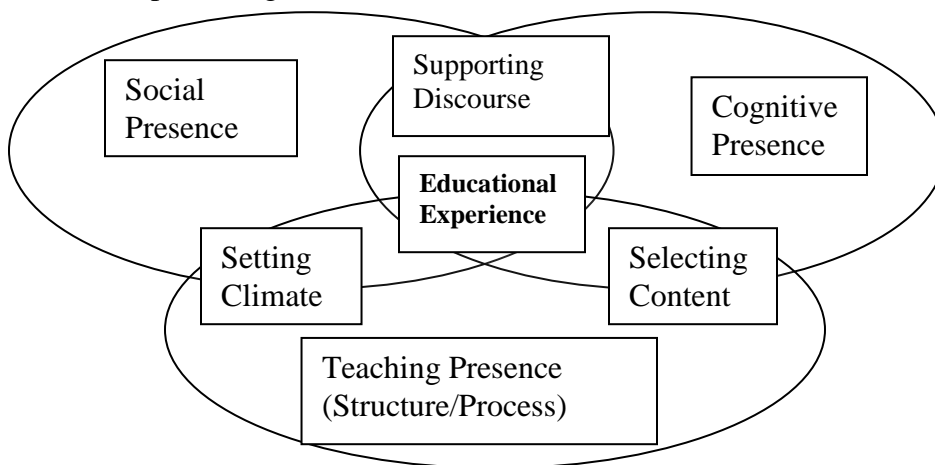 Supporting
Discourse
Social
Presence
Cognitive
Presence
Educational
Experience
Setting
Climate
Selecting
Content
Teaching Presence
(Structure/Process)